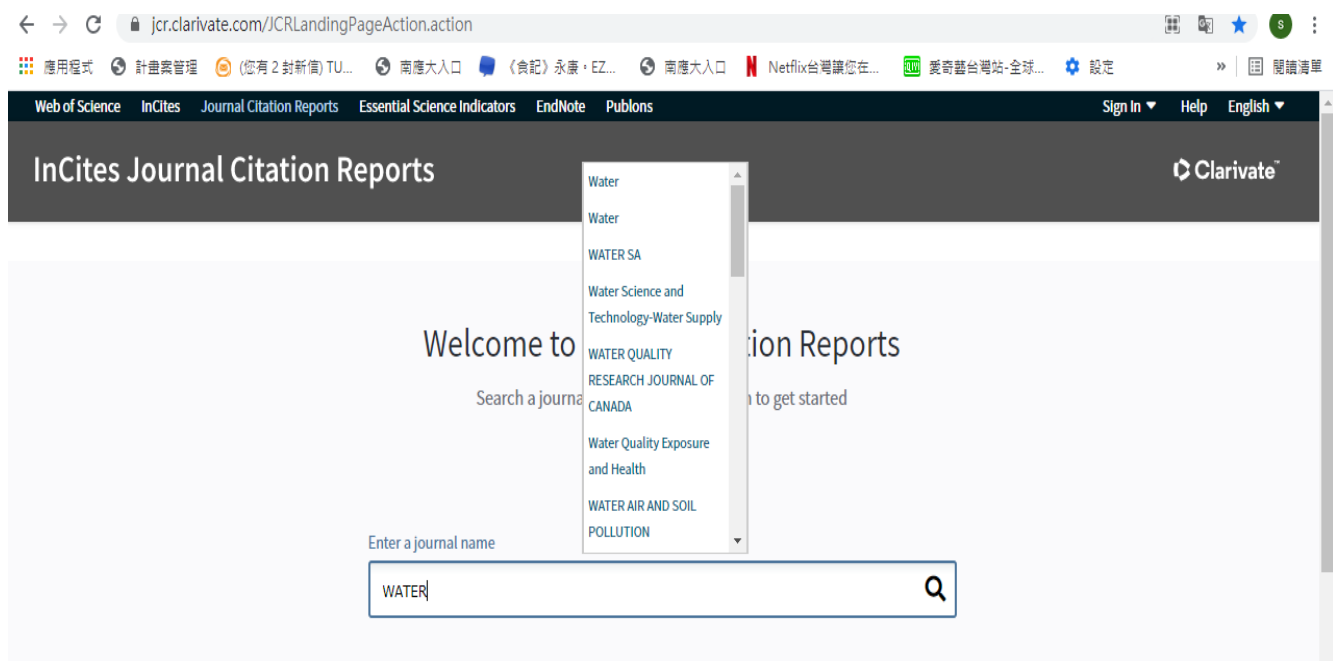 jcr.clarivate.com/JCRLandingPageAction.action
S
應用程式 計畫案管理 (您有 2 封新信) TU... 南應大入口 《食記》永康，EZ... 南應大入口 Netflix台灣讓您在... 愛奇藝台灣站-全球... 設定 » 閱讀清單
Web of Science InCites Journal Citation Reports Essential Science Indicators EndNote Publons Sign In Help English
InCites Journal Citation Reports
Clarivate™
Water
Water
WATER SA
Water Science and
Technology-Water Supply
WATER QUALITY
RESEARCH JOURNAL OF
CANADA
Water Quality Exposure
and Health
WATER AIR AND SOIL
POLLUTION
Welcome to tion Reports
Search a journa to get started
Enter a journal name
WATER